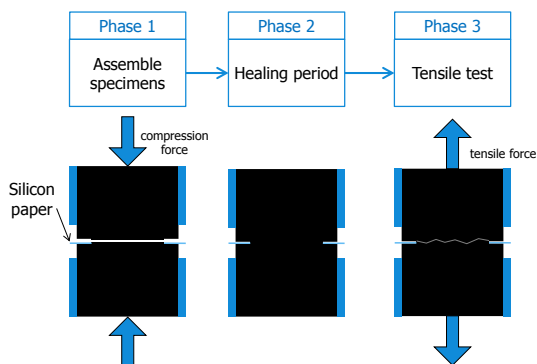 Phase 1
Phase 2
Phase 3
Assemble
specimens
Healing period
Tensile test
compression
force
tensile force
Silicon
paper